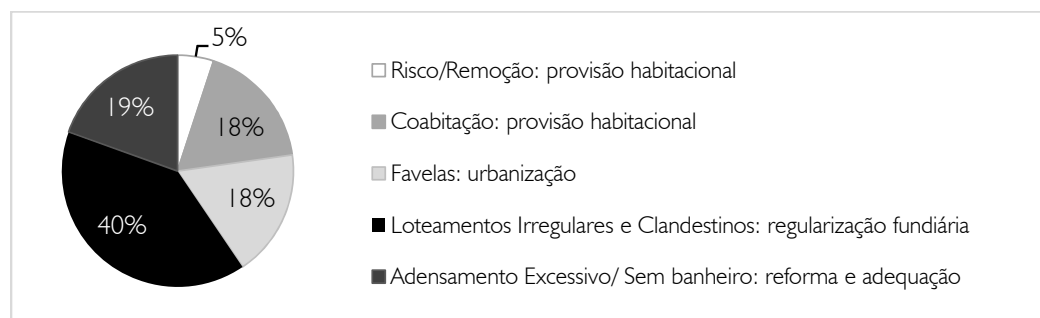 5%
Risco/Remoção: provisão habitacional
19%
18%
Coabitação: provisão habitacional
18%
Favelas: urbanização
40%
Loteamentos Irregulares e Clandestinos: regularização fundiária
Adensamento Excessivo/ Sem banheiro: reforma e adequação